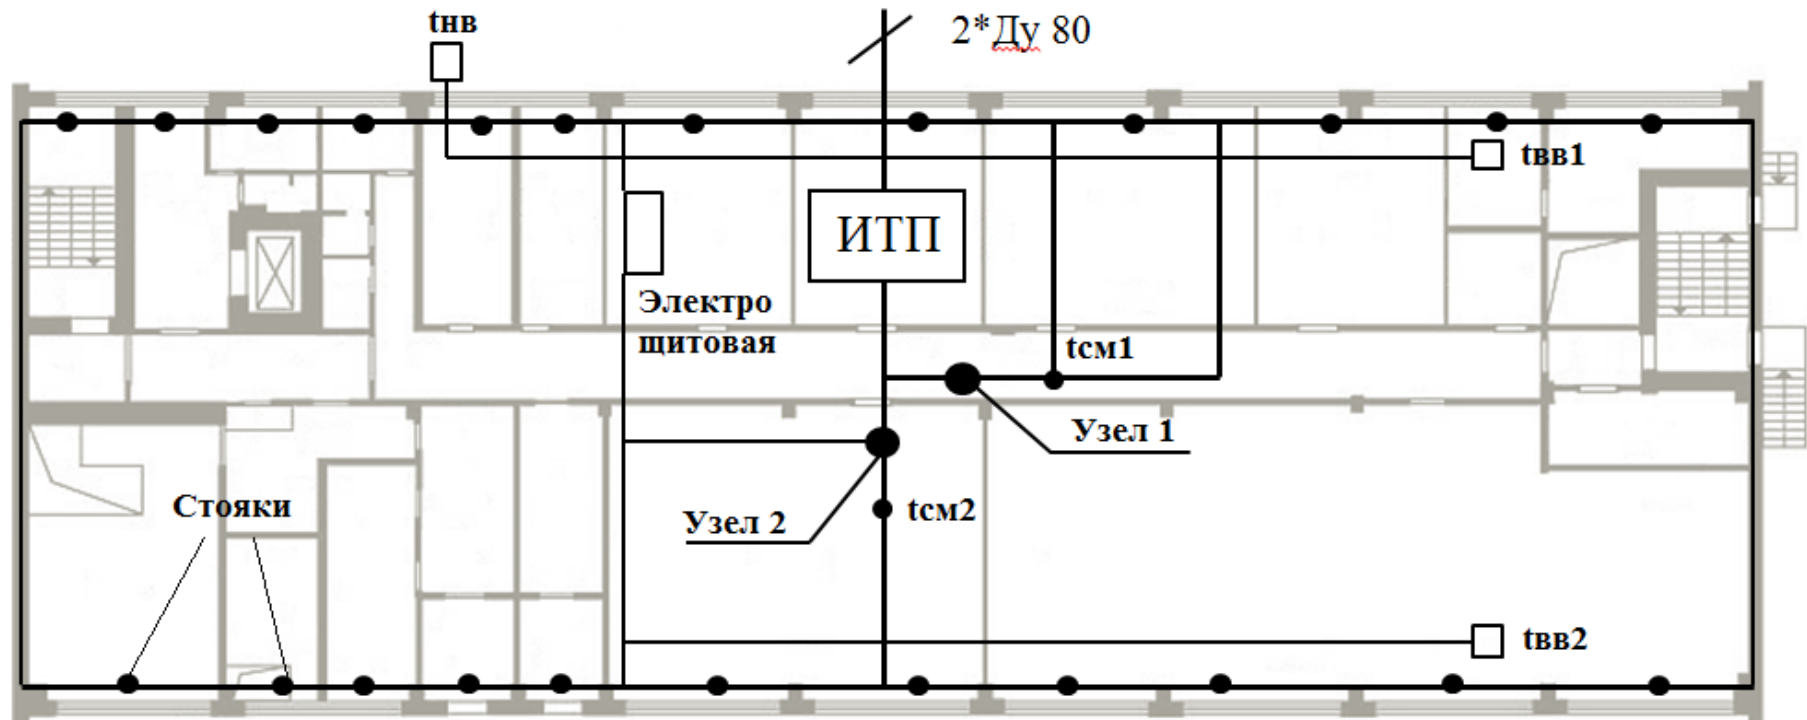 tнв
2*Ду 80
tвв1
ИТП
Электро
щитовая
tсм1
Узел 1
Стояки
Узел 2
tсм2
tвв2